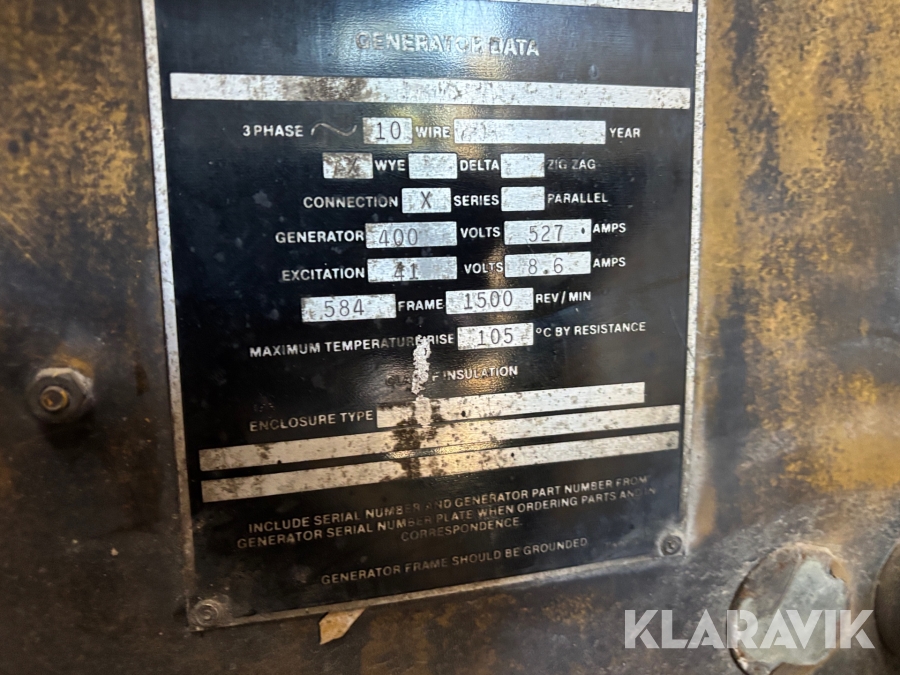 GENERATOR DATA
3 PHASE 10 WIRE YEAR
X WYE DELTA ZIG ZAG
CONNECTION X SERIES PARALLEL
GENERATOR 400 VOLTS 527 AMPS
EXCITATION 41 VOLTS 8.6 AMPS
584 FRAME 1500 REV/MIN
MAXIMUM TEMPERATURE RISE 105 °C BY RESISTANCE
INSULATION
ENCLOSURE TYPE
INCLUDE SERIAL NUMBER AND GENERATOR PART NUMBER FROM
GENERATOR SERIAL NUMBER PLATE WHEN ORDERING PARTS AND IN
CORRESPONDENCE.
GENERATOR FRAME SHOULD BE GROUNDED
KLARAVIK